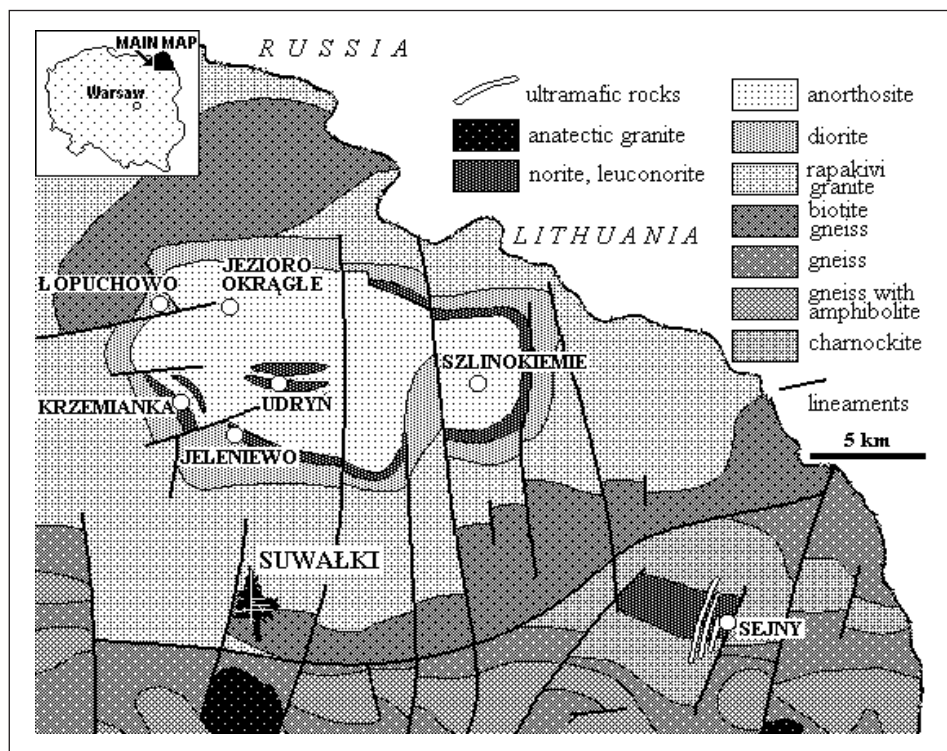 MAIN MAP
Warsaw
RUSSIA
LITHUANIA
ultramafic rocks
anatectic granite
norite, leuconorite
anorthosite
diorite
rapakivi
granite
biotite
gneiss
gneiss
gneiss with
amphibolite
charnockite
lineaments
5 km
ŁOPUCHOWO
JEZIORO
OKRĄGŁE
SZLINOKIEMIE
KRZEMIANKA
UDRYŃ
JELENIEWO
SUWAŁKI
SEJNY